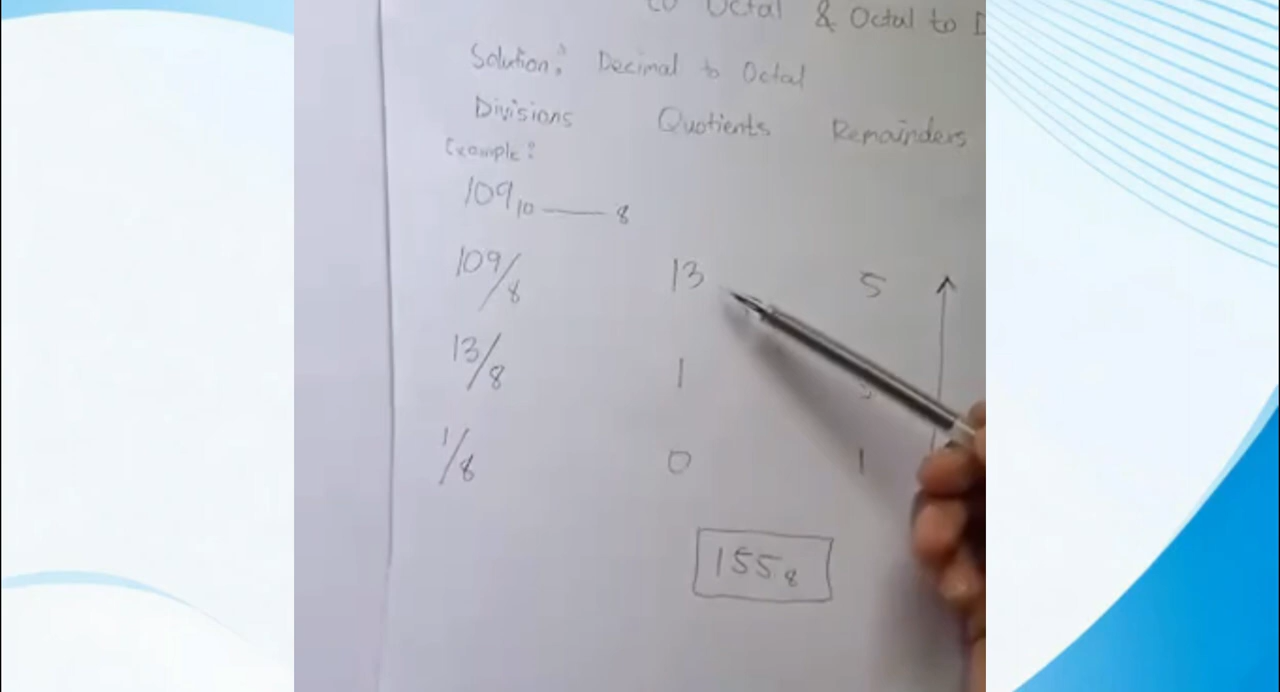 to Octal & Octal to
Solution: Decimal to Octal
Divisions Quotients Remainders
Example:
109₁₀ —— 8
109/8 13 5
13/8 1
1/8 0 1
155₈